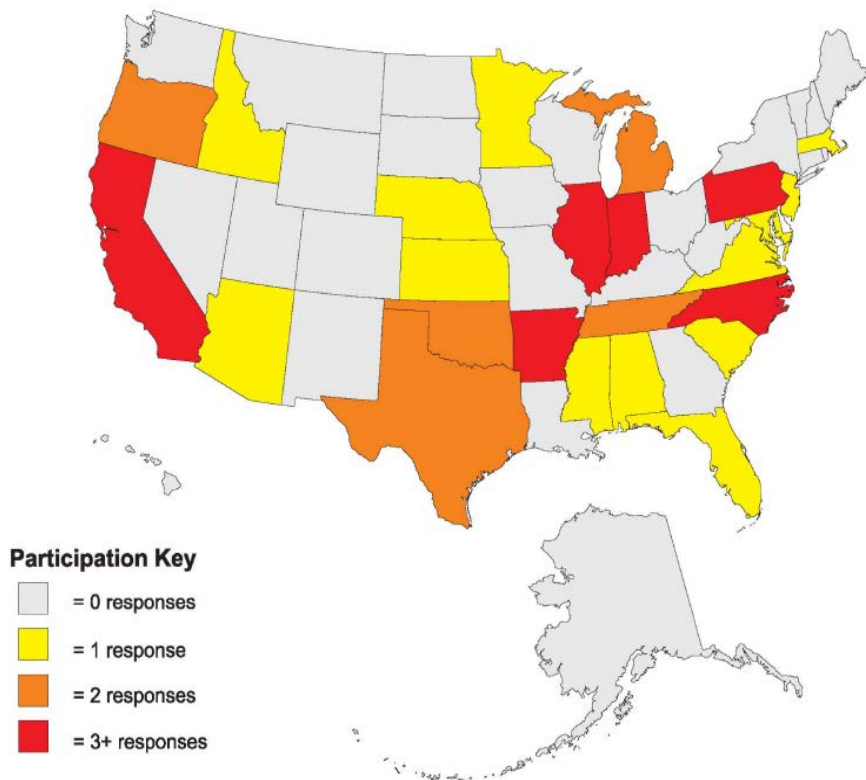 Participation Key
= 0 responses
= 1 response
= 2 responses
= 3+ responses